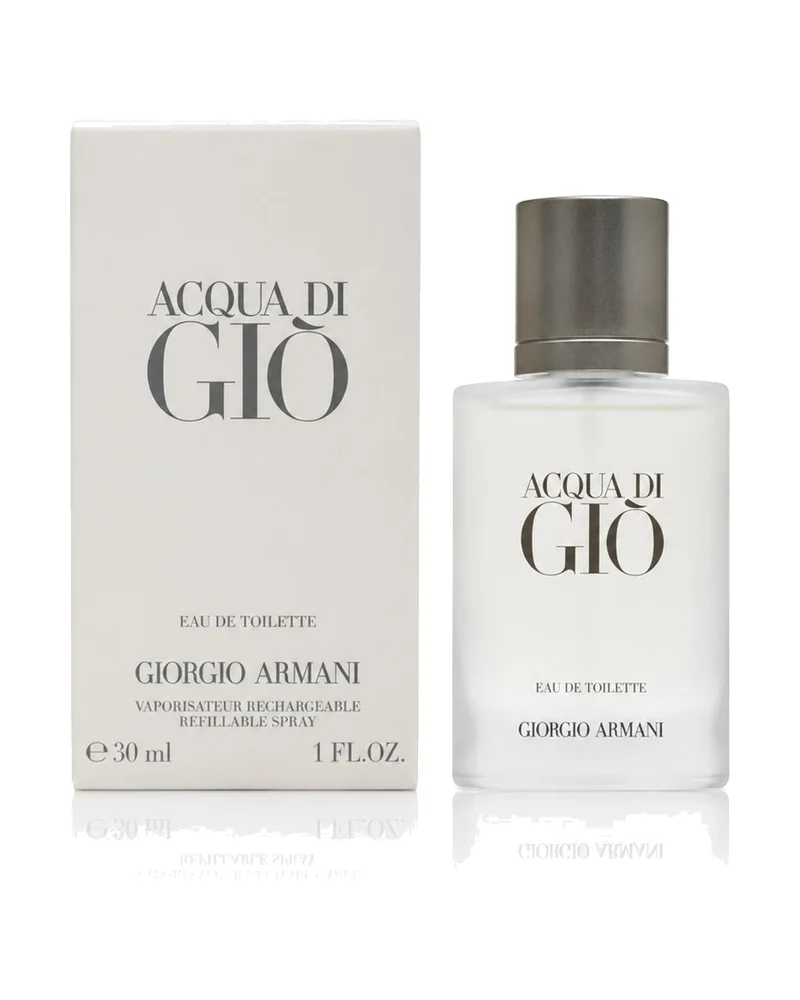 ACQUA DI
GIÒ
EAU DE TOILETTE
GIORGIO ARMANI
VAPORISATEUR RECHARGEABLE
REFILLABLE SPRAY
℮ 30 ml 1 FL.OZ.
ACQUA DI
GIÒ
EAU DE TOILETTE
GIORGIO ARMANI